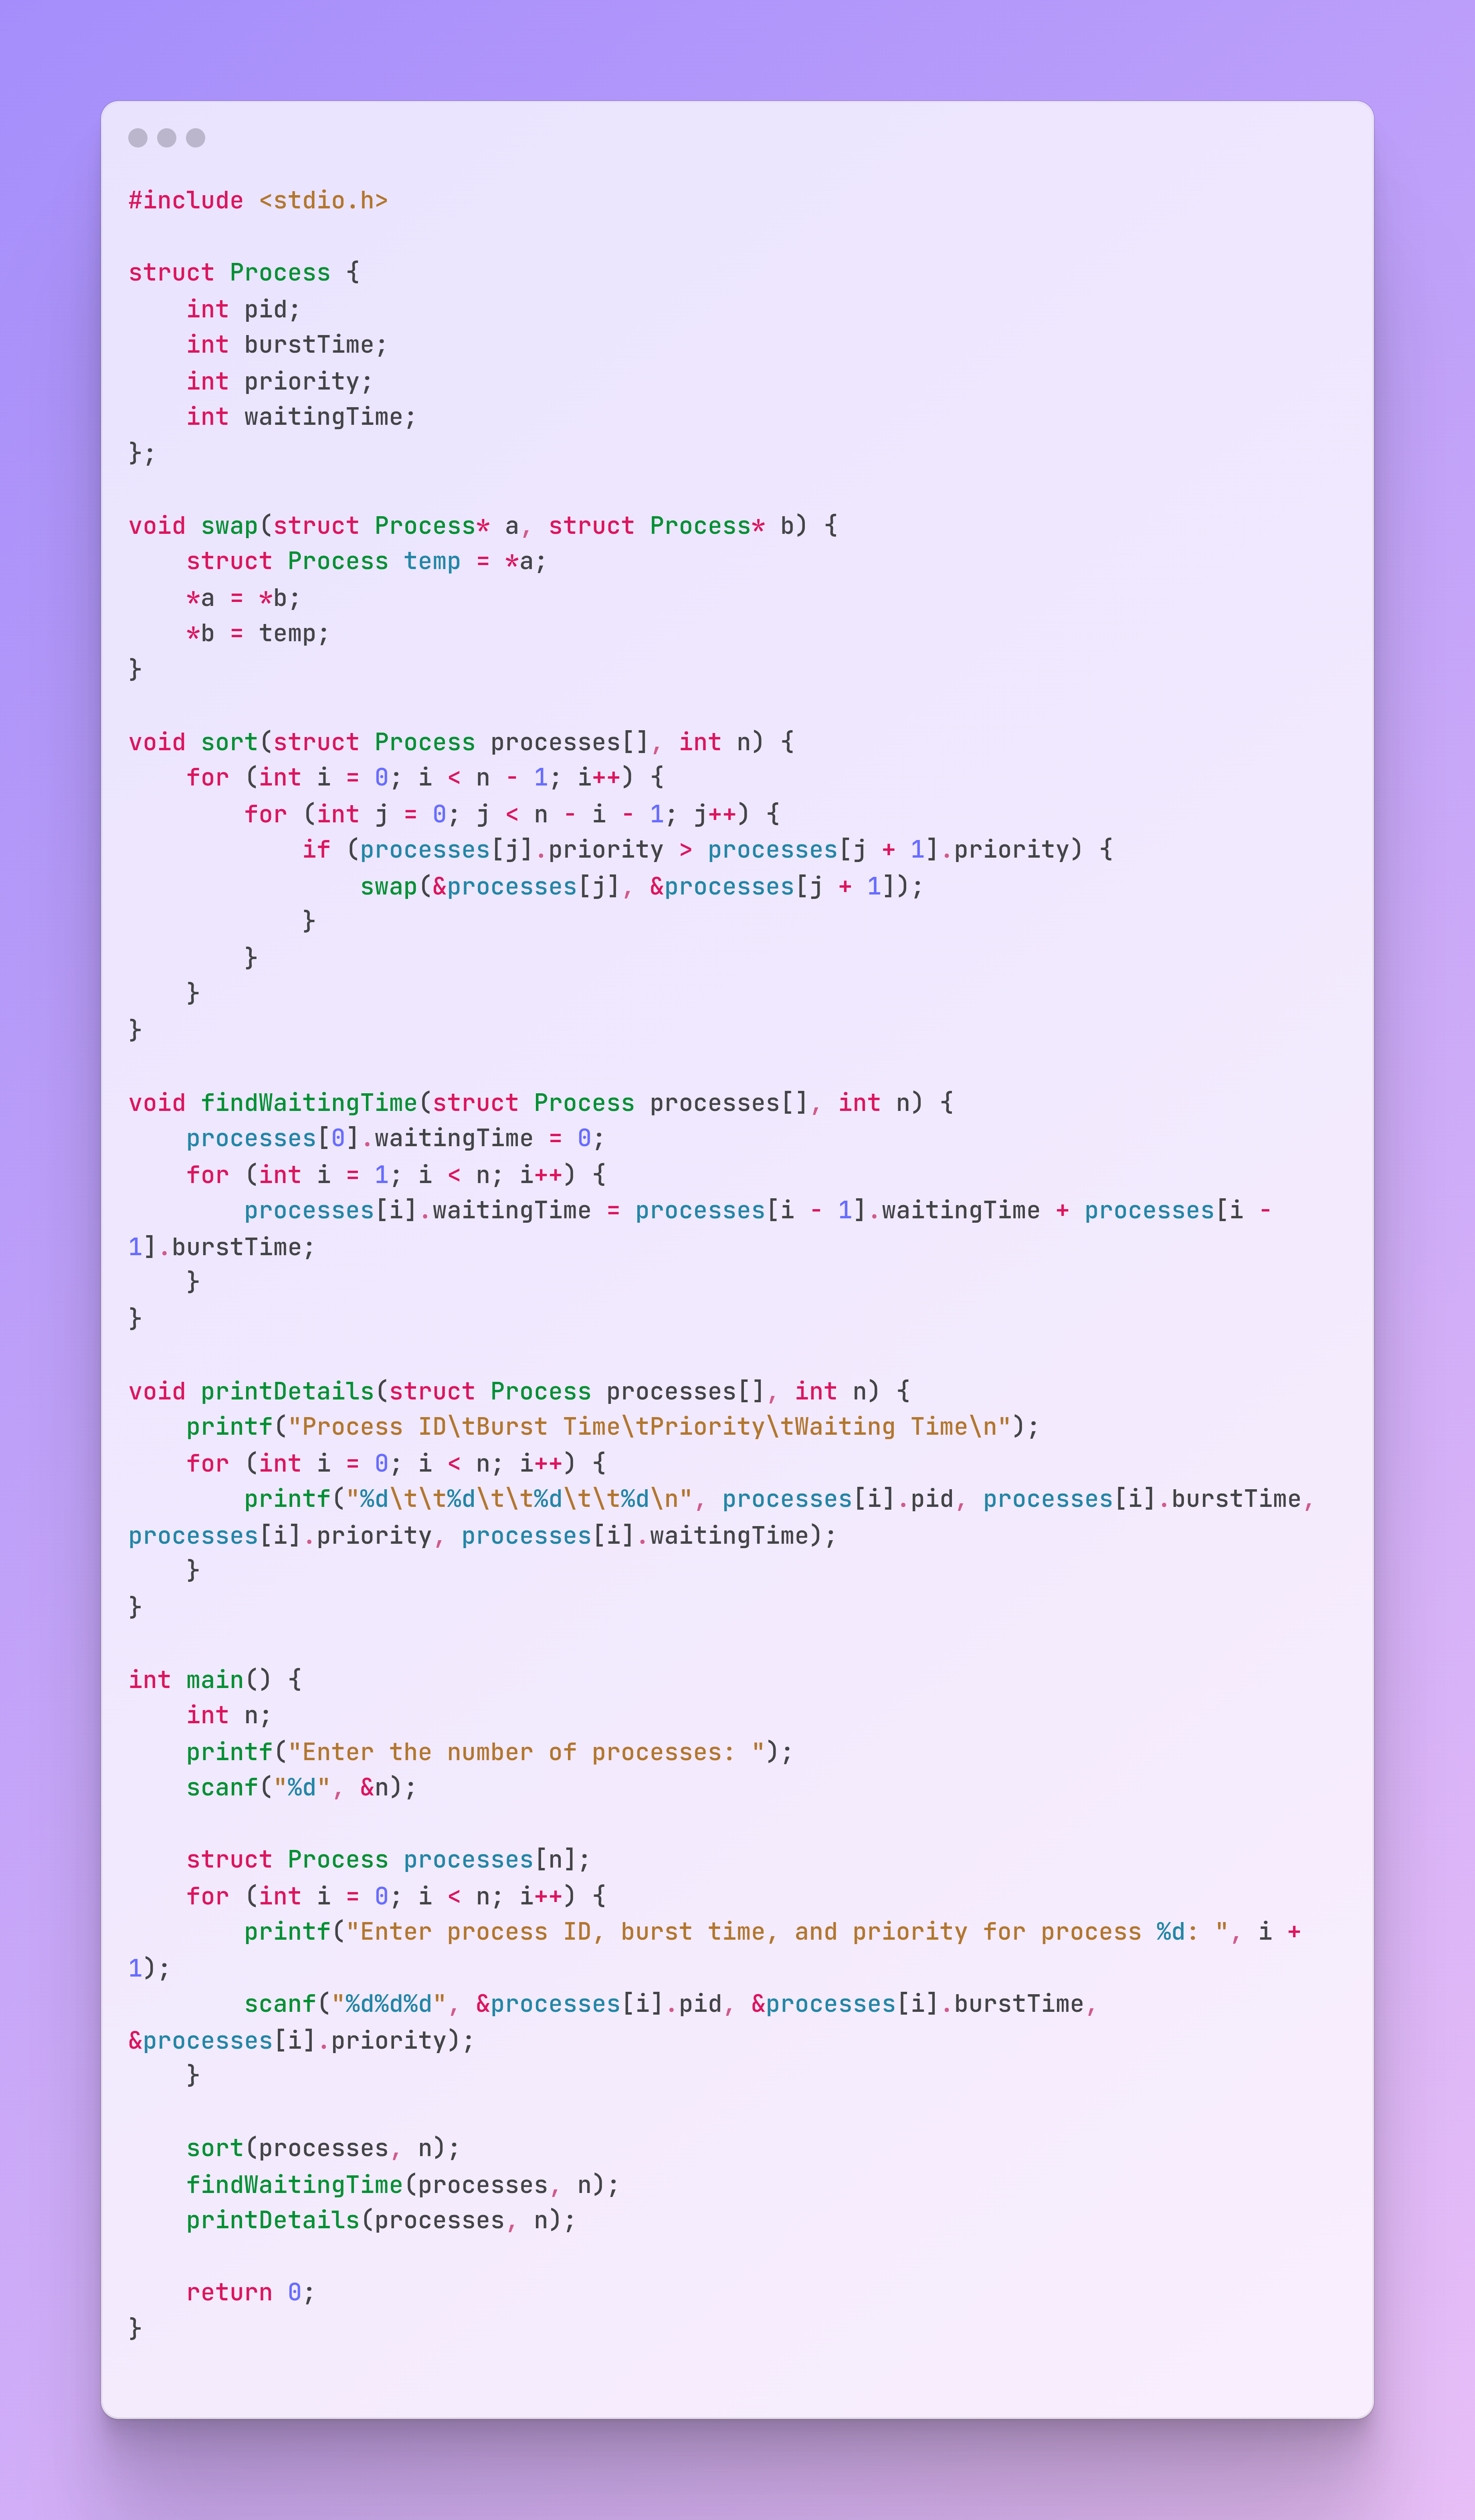 #include <stdio.h>

struct Process {
    int pid;
    int burstTime;
    int priority;
    int waitingTime;
};

void swap(struct Process* a, struct Process* b) {
    struct Process temp = *a;
    *a = *b;
    *b = temp;
}

void sort(struct Process processes[], int n) {
    for (int i = 0; i < n - 1; i++) {
        for (int j = 0; j < n - i - 1; j++) {
            if (processes[j].priority > processes[j + 1].priority) {
                swap(&processes[j], &processes[j + 1]);
            }
        }
    }
}

void findWaitingTime(struct Process processes[], int n) {
    processes[0].waitingTime = 0;
    for (int i = 1; i < n; i++) {
        processes[i].waitingTime = processes[i - 1].waitingTime + processes[i -
1].burstTime;
    }
}

void printDetails(struct Process processes[], int n) {
    printf("Process ID\tBurst Time\tPriority\tWaiting Time\n");
    for (int i = 0; i < n; i++) {
        printf("%d\t\t%d\t\t%d\t\t%d\n", processes[i].pid, processes[i].burstTime,
processes[i].priority, processes[i].waitingTime);
    }
}

int main() {
    int n;
    printf("Enter the number of processes: ");
    scanf("%d", &n);

    struct Process processes[n];
    for (int i = 0; i < n; i++) {
        printf("Enter process ID, burst time, and priority for process %d: ", i +
1);
        scanf("%d%d%d", &processes[i].pid, &processes[i].burstTime,
&processes[i].priority);
    }

    sort(processes, n);
    findWaitingTime(processes, n);
    printDetails(processes, n);

    return 0;
}